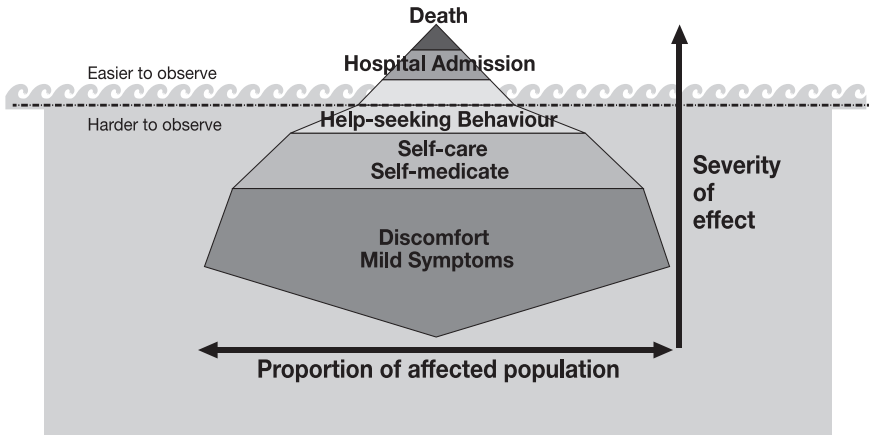 Death
Hospital Admission
Easier to observe
Harder to observe
Help-seeking Behaviour
Self-care
Self-medicate
Severity
of
effect
Discomfort
Mild Symptoms
Proportion of affected population